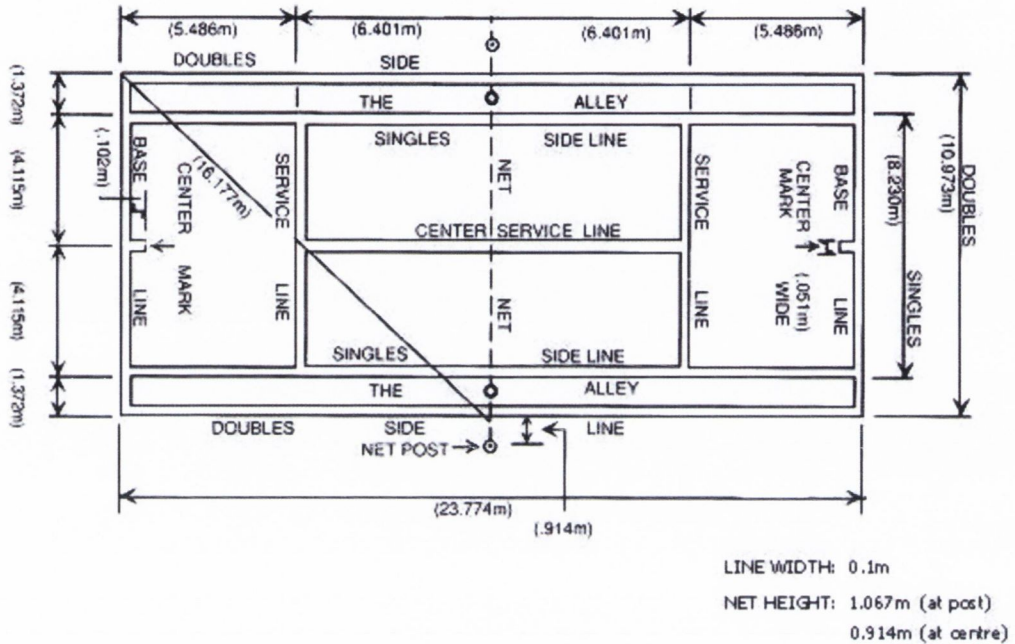 (5.486m) (6.401m) (6.401m) (5.486m)
DOUBLES SIDE
(1.372m)
THE ALLEY
SINGLES SIDE LINE
(4.115m)
(.102m)
BASE
CENTER
(16.177m)
SERVICE
NET
SERVICE
CENTER
MARK
BASE
(8.230m)
(10.973m)
DOUBLES
CENTER SERVICE LINE
(4.115m)
LINE
MARK
LINE
NET
LINE
(.051m)
WIDE
LINE
SINGLES
SINGLES SIDE LINE
(1.372m)
THE ALLEY
DOUBLES SIDE LINE
NET POST
(23.774m)
(.914m)
LINE WIDTH: 0.1m
NET HEIGHT: 1.067m (at post)
0.914m (at centre)